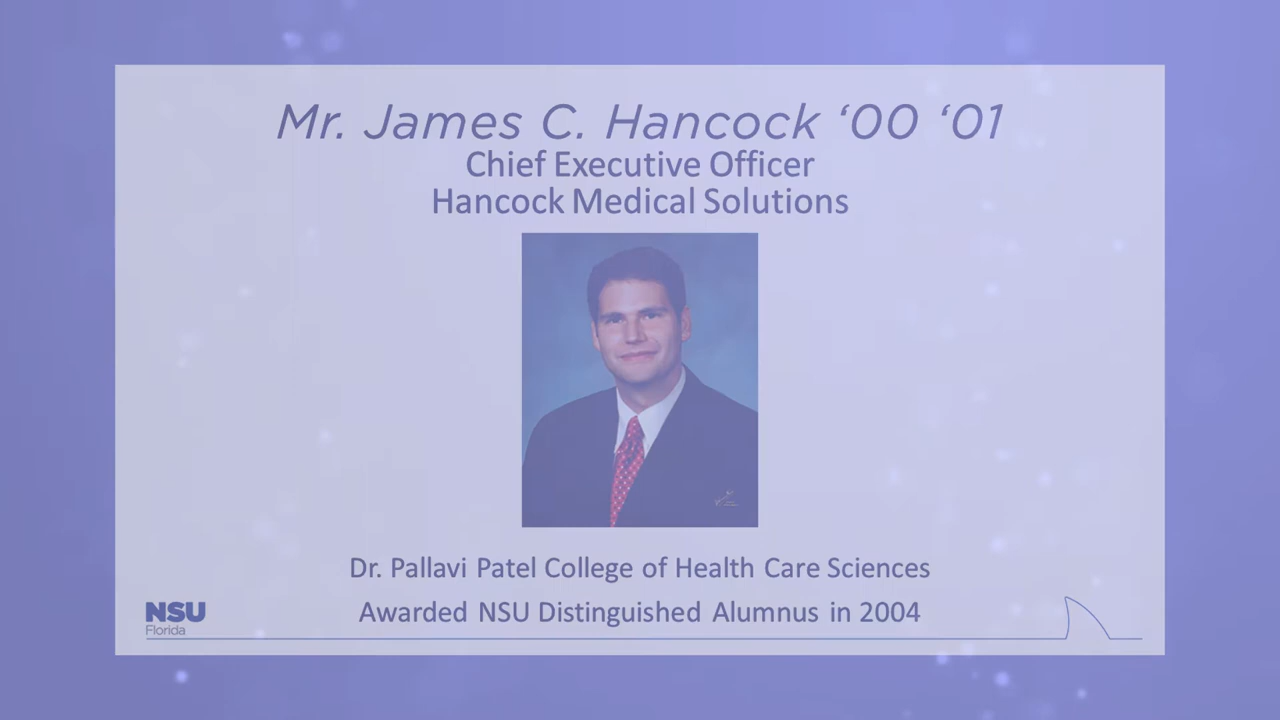 Mr. James C. Hancock ‘00 ‘01
Chief Executive Officer
Hancock Medical Solutions
Dr. Pallavi Patel College of Health Care Sciences
Awarded NSU Distinguished Alumnus in 2004
NSU
Florida